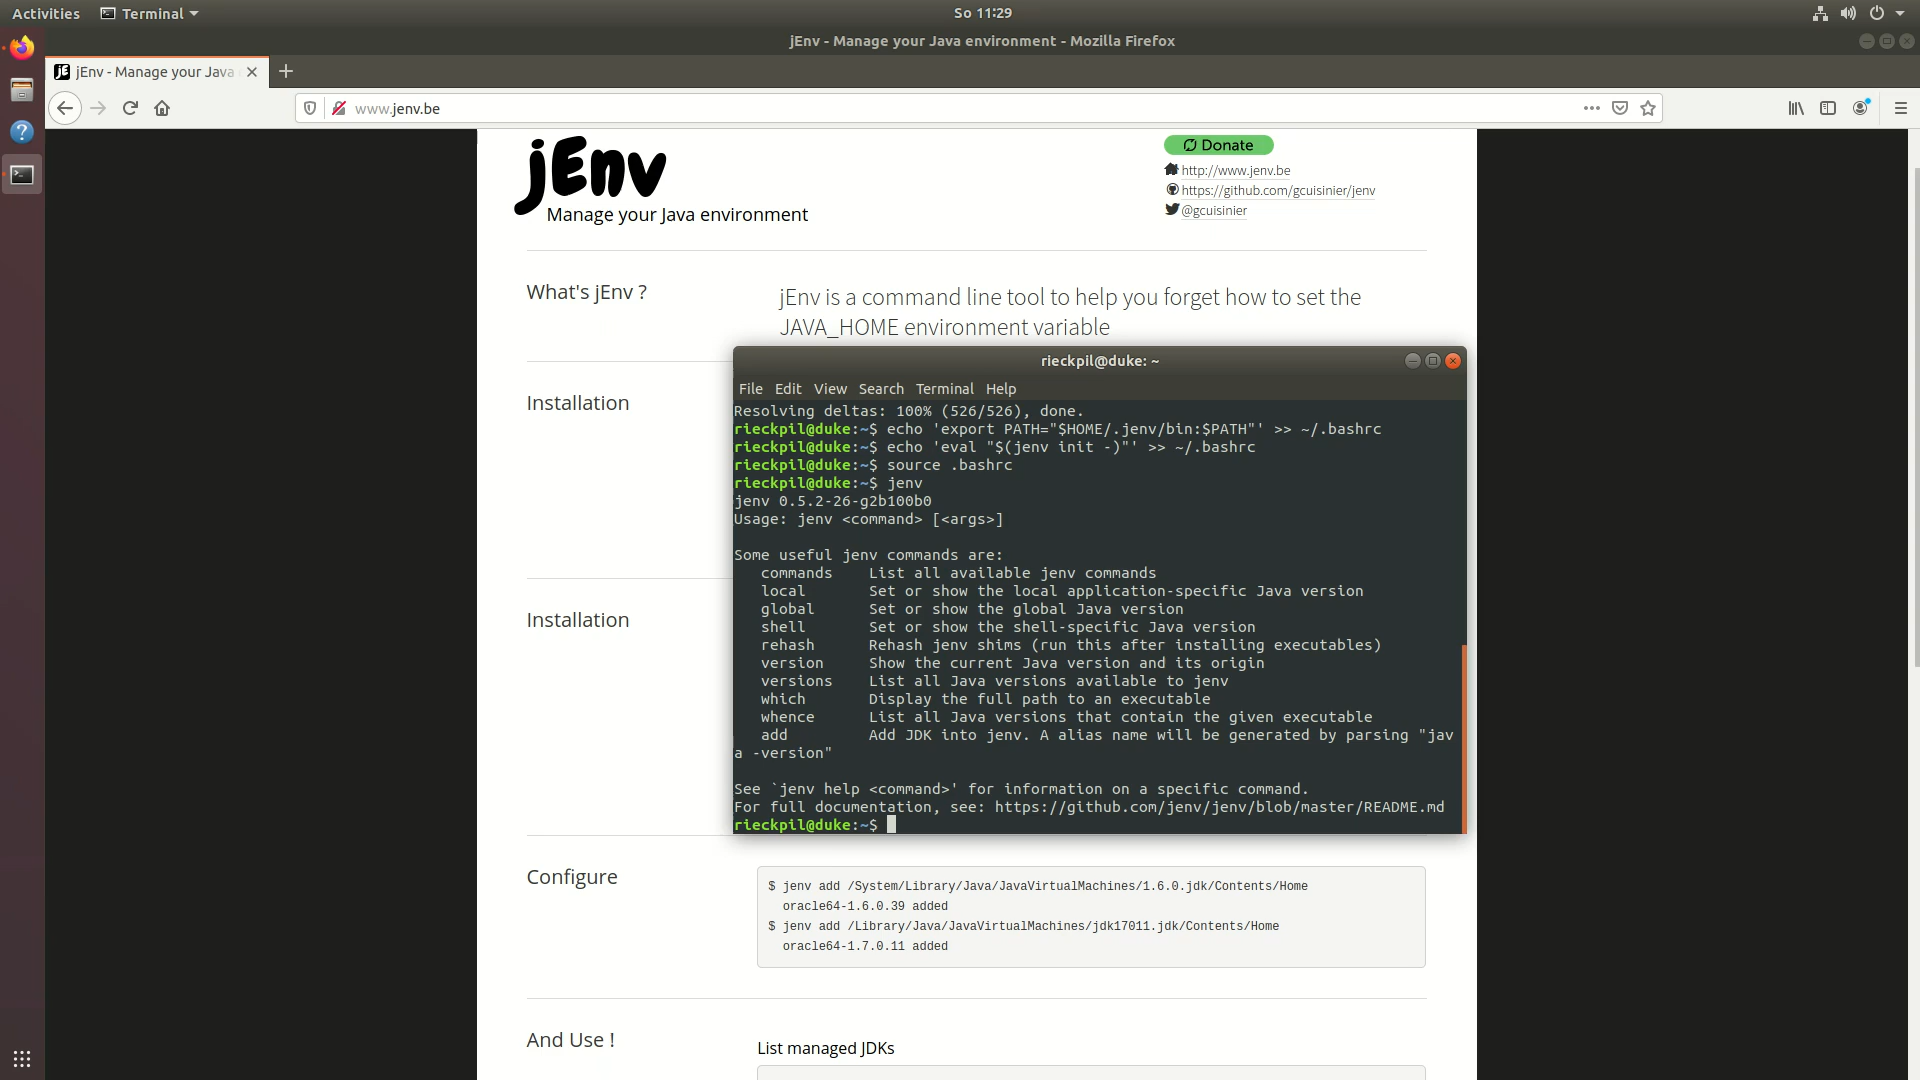 Activities
Terminal
So 11:29
jEnv - Manage your Java environment - Mozilla Firefox
jEnv - Manage your Java
www.jenv.be
jEnv
Manage your Java environment
Donate
http://www.jenv.be
https://github.com/gcuisinier/jenv
@gcuisinier
What's jEnv ?
jEnv is a command line tool to help you forget how to set the
JAVA_HOME environment variable
Installation
Installation
rieckpil@duke: ~
File Edit View Search Terminal Help
Resolving deltas: 100% (526/526), done.
rieckpil@duke:~$ echo 'export PATH="$HOME/.jenv/bin:$PATH"' >> ~/.bashrc
rieckpil@duke:~$ echo 'eval "$(jenv init -)"' >> ~/.bashrc
rieckpil@duke:~$ source .bashrc
rieckpil@duke:~$ jenv
jenv 0.5.2-26-g2b100b0
Usage: jenv <command> [<args>]
Some useful jenv commands are:
commands    List all available jenv commands
local       Set or show the local application-specific Java version
global      Set or show the global Java version
shell       Set or show the shell-specific Java version
rehash      Rehash jenv shims (run this after installing executables)
version     Show the current Java version and its origin
versions    List all Java versions available to jenv
which       Display the full path to an executable
whence      List all Java versions that contain the given executable
add         Add JDK into jenv. A alias name will be generated by parsing "jav
a -version"
See `jenv help <command>' for information on a specific command.
For full documentation, see: https://github.com/jenv/jenv/blob/master/README.md
rieckpil@duke:~$
Configure
$ jenv add /System/Library/Java/JavaVirtualMachines/1.6.0.jdk/Contents/Home
oracle64-1.6.0.39 added
$ jenv add /Library/Java/JavaVirtualMachines/jdk17011.jdk/Contents/Home
oracle64-1.7.0.11 added
And Use !
List managed JDKs